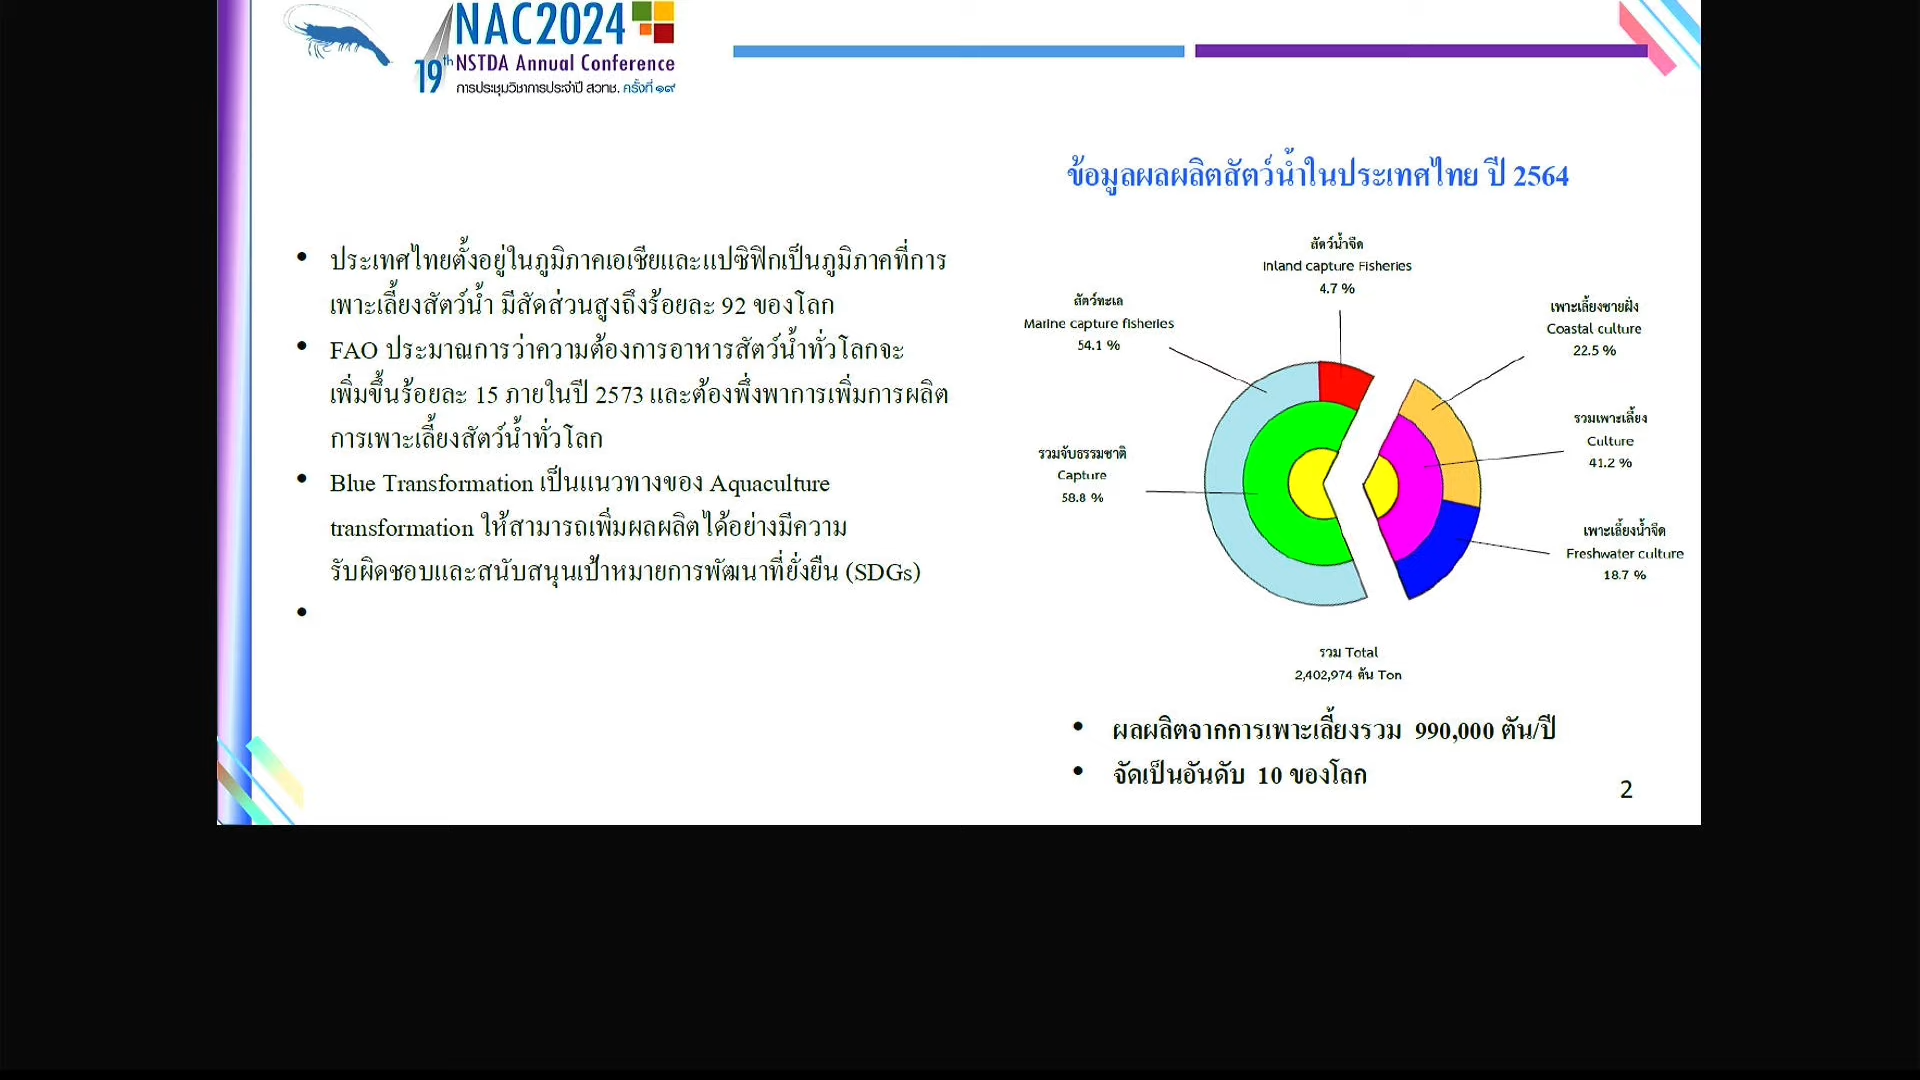 NAC2024
19th NSTDA Annual Conference
การประชุมวิชาการประจำปี สวทช. ครั้งที่ ๑๙
• ประเทศไทยตั้งอยู่ในภูมิภาคเอเชียและแปซิฟิกเป็นภูมิภาคที่การ
เพาะเลี้ยงสัตว์น้ำ มีสัดส่วนสูงถึงร้อยละ 92 ของโลก
• FAO ประมาณการว่าความต้องการอาหารสัตว์น้ำทั่วโลกจะ
เพิ่มขึ้นร้อยละ 15 ภายในปี 2573 และต้องพึ่งพาการเพิ่มการผลิต
การเพาะเลี้ยงสัตว์น้ำทั่วโลก
• Blue Transformation เป็นแนวทางของ Aquaculture
transformation ให้สามารถเพิ่มผลผลิตได้อย่างมีความ
รับผิดชอบและสนับสนุนเป้าหมายการพัฒนาที่ยั่งยืน (SDGs)
•
ข้อมูลผลผลิตสัตว์น้ำในประเทศไทย ปี 2564
สัตว์น้ำจืด
Inland capture Fisheries
4.7 %
สัตว์ทะเล
Marine capture fisheries
54.1 %
เพาะเลี้ยงชายฝั่ง
Coastal culture
22.5 %
รวมเพาะเลี้ยง
Culture
41.2 %
รวมจับธรรมชาติ
Capture
58.8 %
เพาะเลี้ยงน้ำจืด
Freshwater culture
18.7 %
รวม Total
2,402,974 ตัน Ton
• ผลผลิตจากการเพาะเลี้ยงรวม 990,000 ตัน/ปี
• จัดเป็นอันดับ 10 ของโลก
2